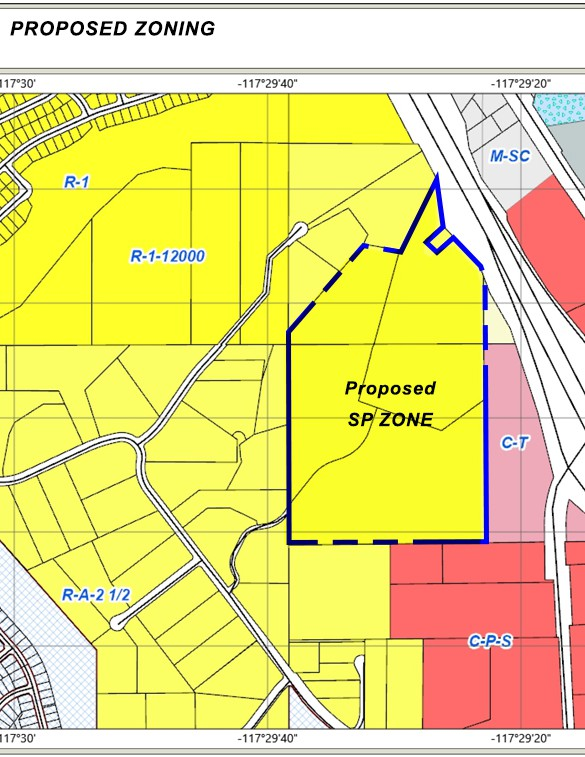 PROPOSED ZONING
117°30' -117°29'40" -117°29'20"
M-SC
R-1
R-1-12000
Proposed
SP ZONE
C-T
R-A-2 1/2
C-P-S
117°30' -117°29'40" -117°29'20"